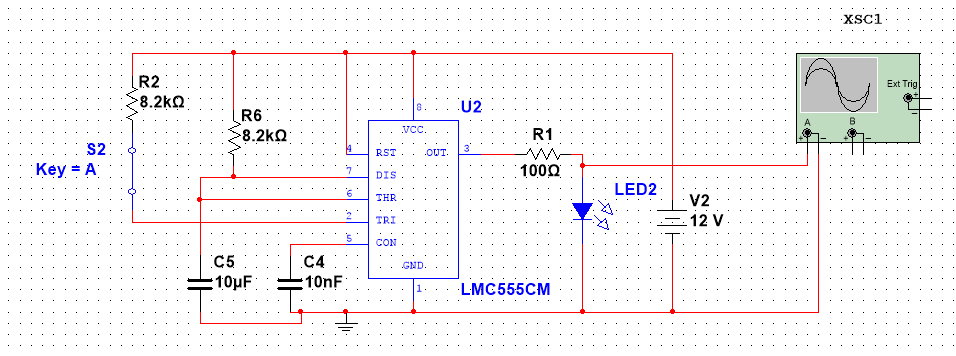 XSC1
R2
8.2kΩ
R6
8.2kΩ
S2
Key = A
U2
8
VCC
4
RST
OUT
3
7
DIS
6
THR
2
TRI
5
CON
GND
1
LMC555CM
R1
100Ω
LED2
V2
12 V
C5
10µF
C4
10nF
Ext Trig
+
−
A
B
+
−
+
−